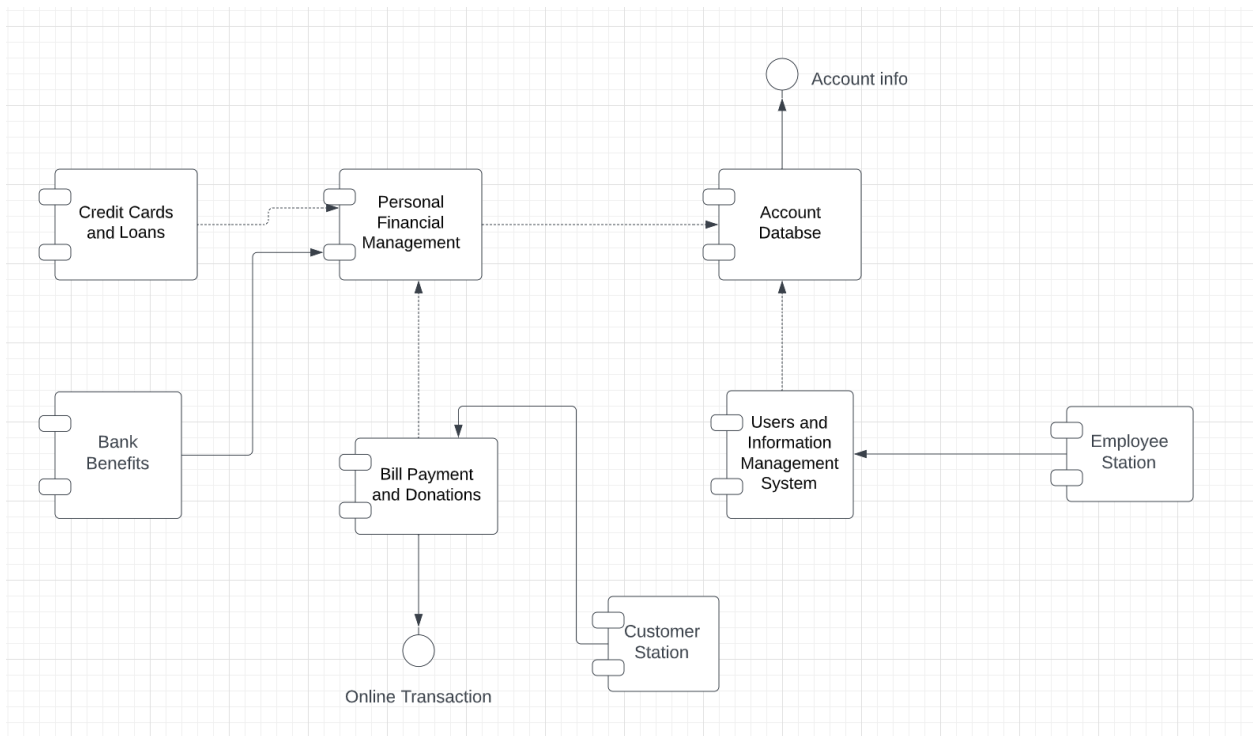 Account info
Credit Cards
and Loans
Personal
Financial
Management
Account
Databse
Bank
Benefits
Bill Payment
and Donations
Users and
Information
Management
System
Employee
Station
Customer
Station
Online Transaction